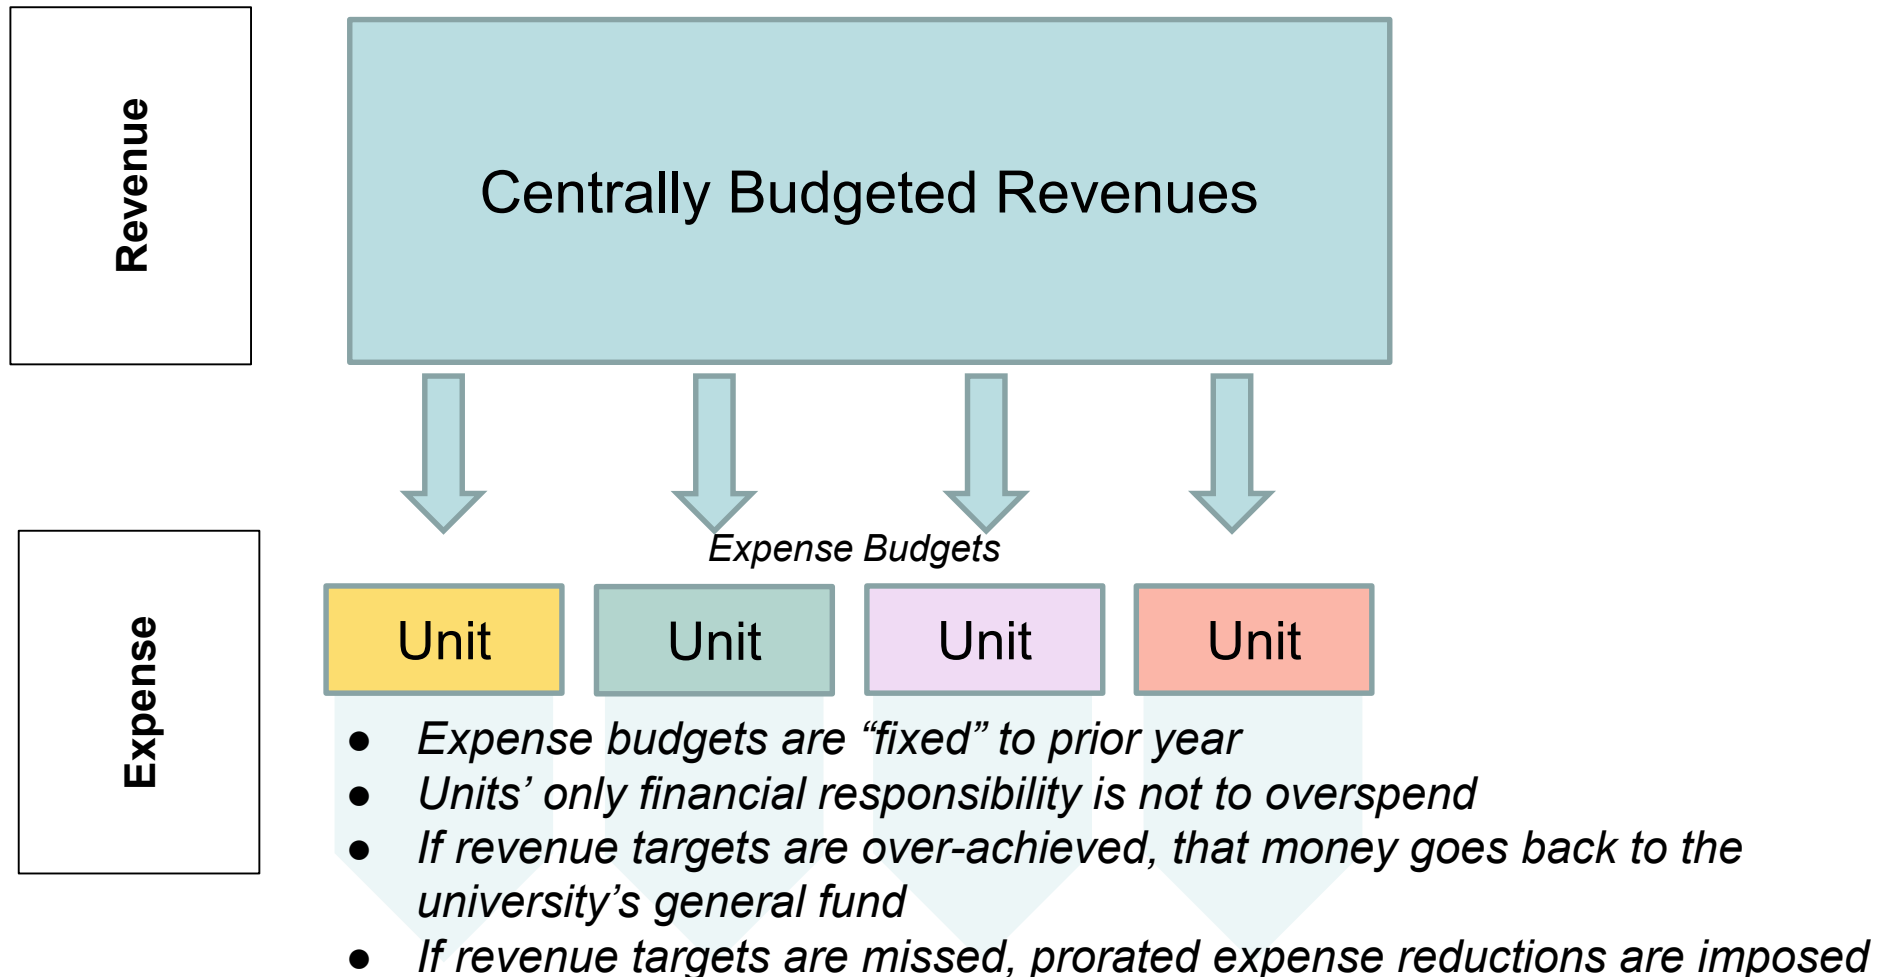 Revenue
Centrally Budgeted Revenues
Expense Budgets
Expense
Unit
Unit
Unit
Unit
● Expense budgets are “fixed” to prior year
● Units’ only financial responsibility is not to overspend
● If revenue targets are over-achieved, that money goes back to the
university’s general fund
● If revenue targets are missed, prorated expense reductions are imposed